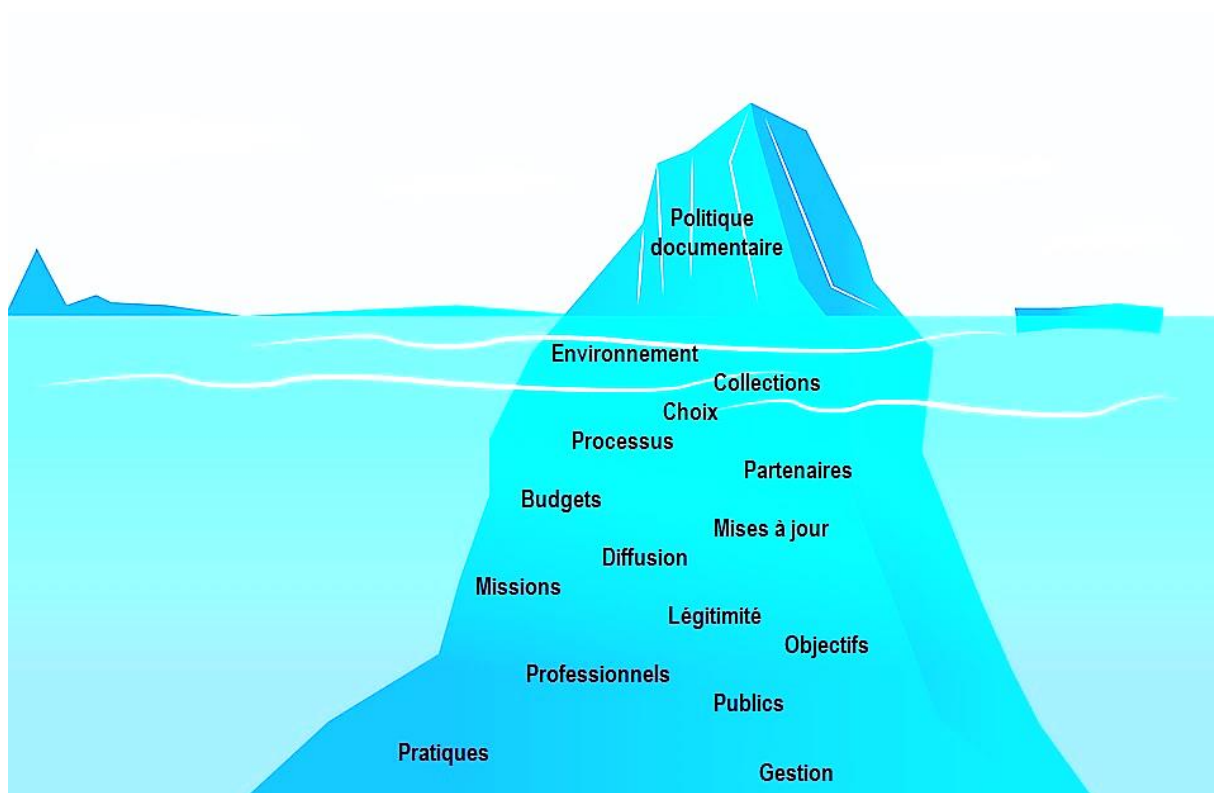 Politique
documentaire
Environnement
Collections
Choix
Processus
Partenaires
Budgets
Mises à jour
Diffusion
Missions
Légitimité
Objectifs
Professionnels
Publics
Pratiques
Gestion